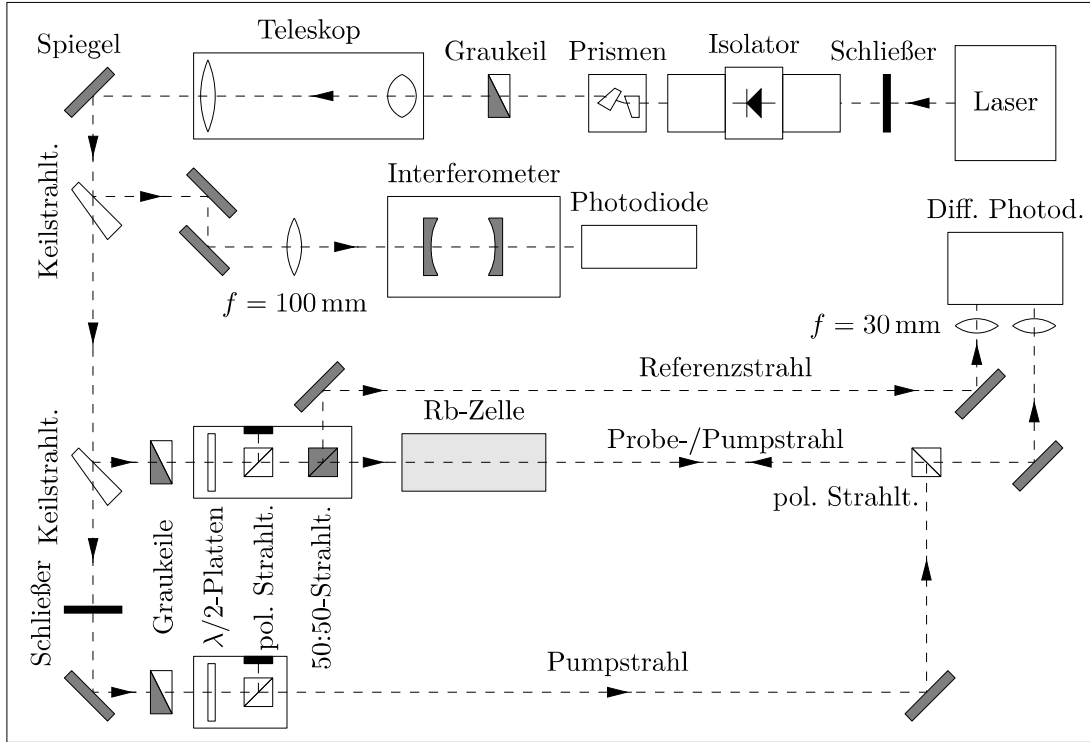 Spiegel
Teleskop
Graukeil
Prismen
Isolator
Schließer
Laser
Keilstrahlt.
Interferometer
Photodiode
Diff. Photod.
f = 100 mm
f = 30 mm
Referenzstrahl
Rb-Zelle
Probe-/Pumpstrahl
Keilstrahlt.
pol. Strahlt.
Schließer
Graukeile
λ/2-Platten
pol. Strahlt.
50:50-Strahlt.
Pumpstrahl